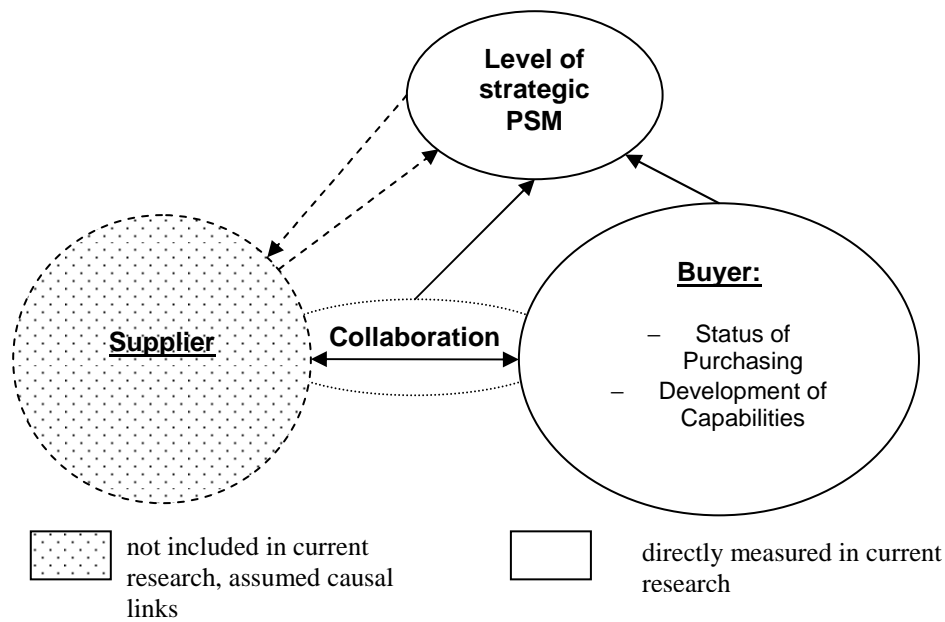 Level of
strategic
PSM
Supplier
Collaboration
Buyer:
– Status of
Purchasing
– Development of
Capabilities
not included in current
research, assumed causal
links
directly measured in current
research